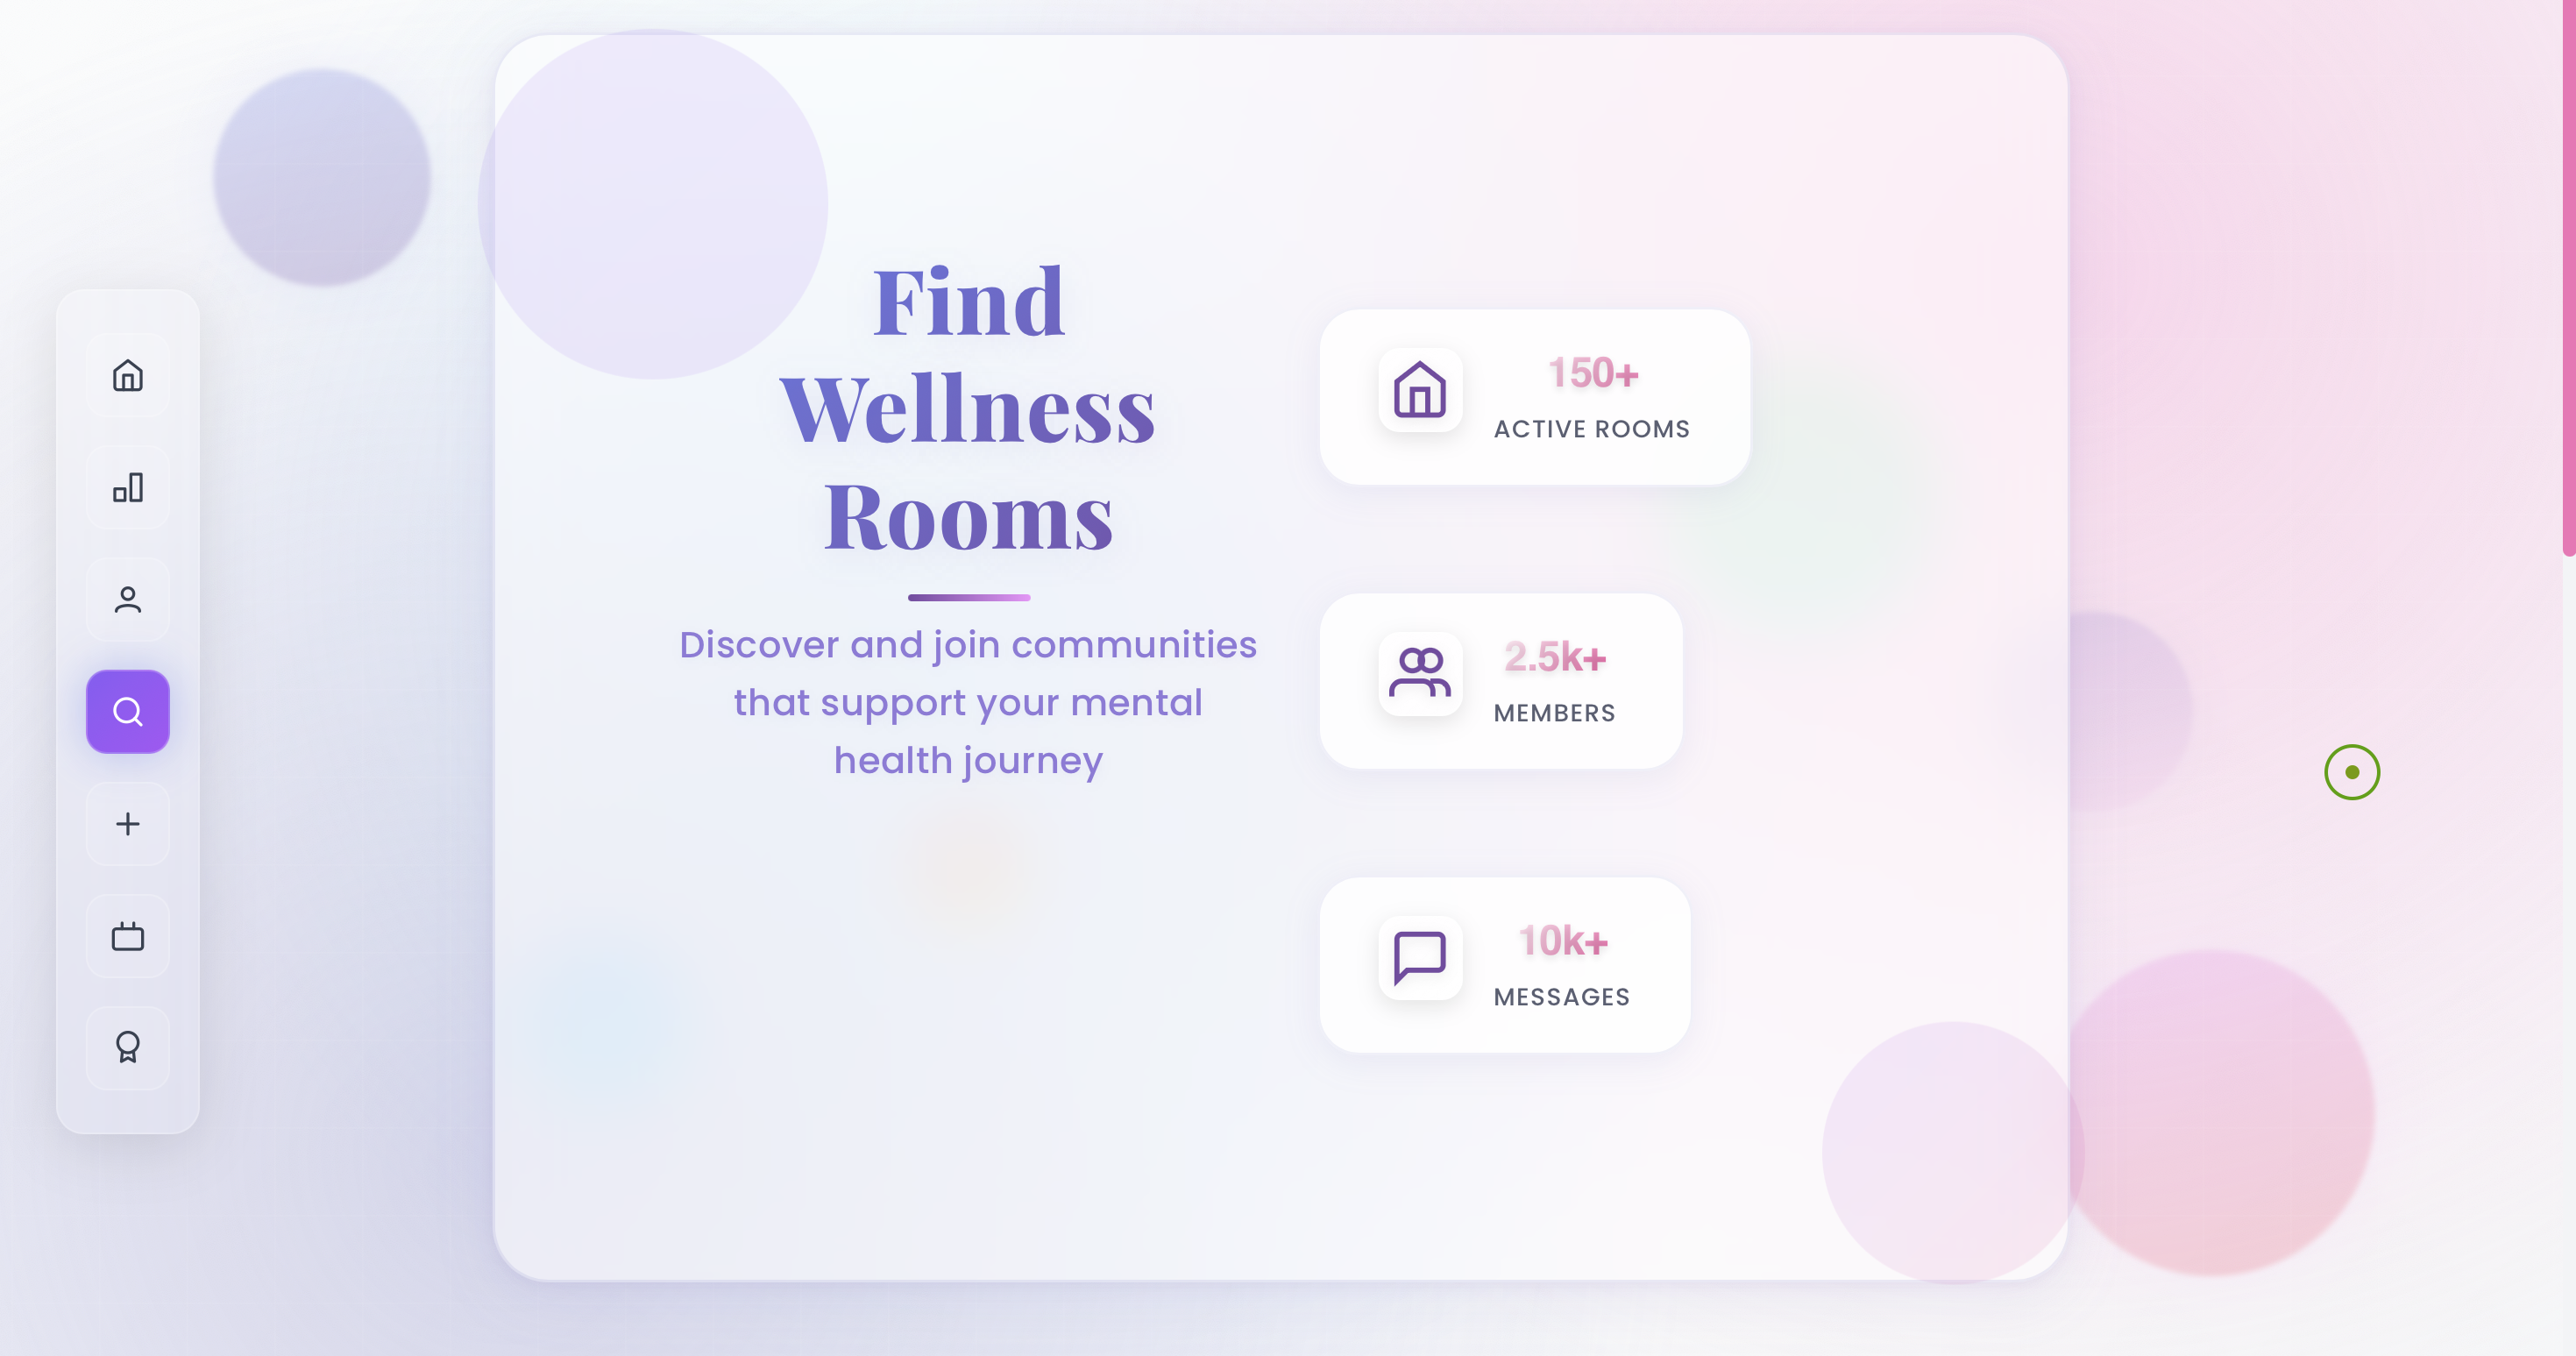 Find
Wellness
Rooms
Discover and join communities
that support your mental
health journey
150+
ACTIVE ROOMS
2.5k+
MEMBERS
10k+
MESSAGES